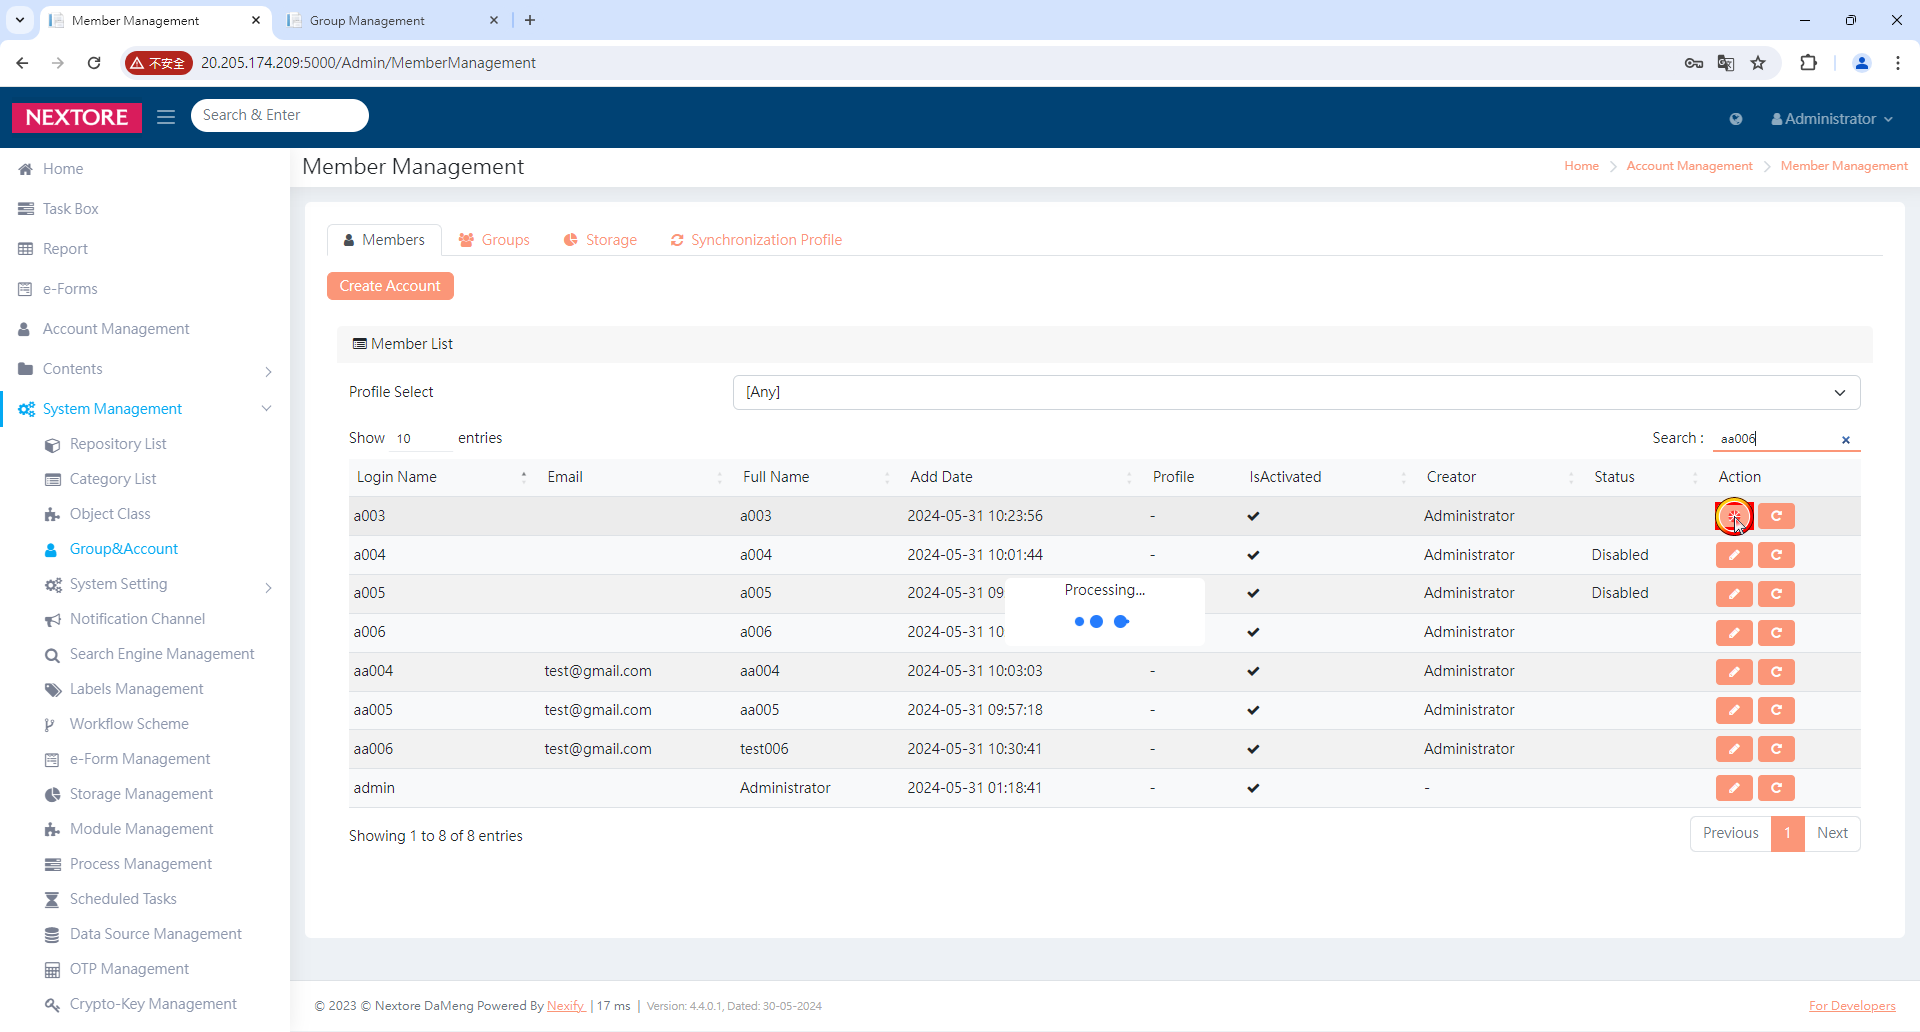 Member Management
Group Management
不安全
20.205.174.209:5000/Admin/MemberManagement
NEXTORE
Search & Enter
Administrator
Home
Task Box
Report
e-Forms
Account Management
Contents
System Management
Repository List
Category List
Object Class
Group&Account
System Setting
Notification Channel
Search Engine Management
Labels Management
Workflow Scheme
e-Form Management
Storage Management
Module Management
Process Management
Scheduled Tasks
Data Source Management
OTP Management
Crypto-Key Management
Member Management
Home > Account Management > Member Management
Members Groups Storage Synchronization Profile
Create Account
Member List
Profile Select [Any]
Show 10 entries Search : aa006
Login Name Email Full Name Add Date Profile IsActivated Creator Status Action
a003 a003 2024-05-31 10:23:56 - Administrator
a004 a004 2024-05-31 10:01:44 - Administrator Disabled
a005 a005 2024-05-31 09 Administrator Disabled
Processing...
a006 a006 2024-05-31 10 Administrator
aa004 test@gmail.com aa004 2024-05-31 10:03:03 - Administrator
aa005 test@gmail.com aa005 2024-05-31 09:57:18 - Administrator
aa006 test@gmail.com test006 2024-05-31 10:30:41 - Administrator
admin Administrator 2024-05-31 01:18:41 - -
Showing 1 to 8 of 8 entries
Previous 1 Next
© 2023 © Nextore DaMeng Powered By Nexify | 17 ms | Version: 4.4.0.1, Dated: 30-05-2024
For Developers